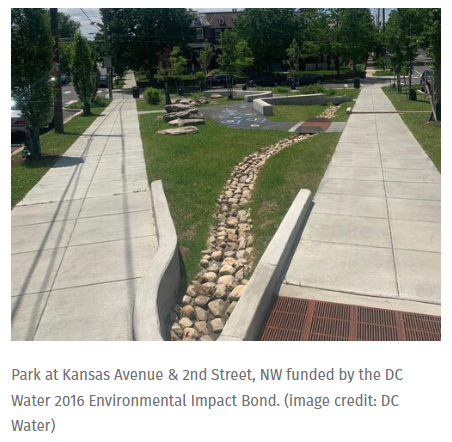 Park at Kansas Avenue & 2nd Street, NW funded by the DC
Water 2016 Environmental Impact Bond. (image credit: DC
Water)